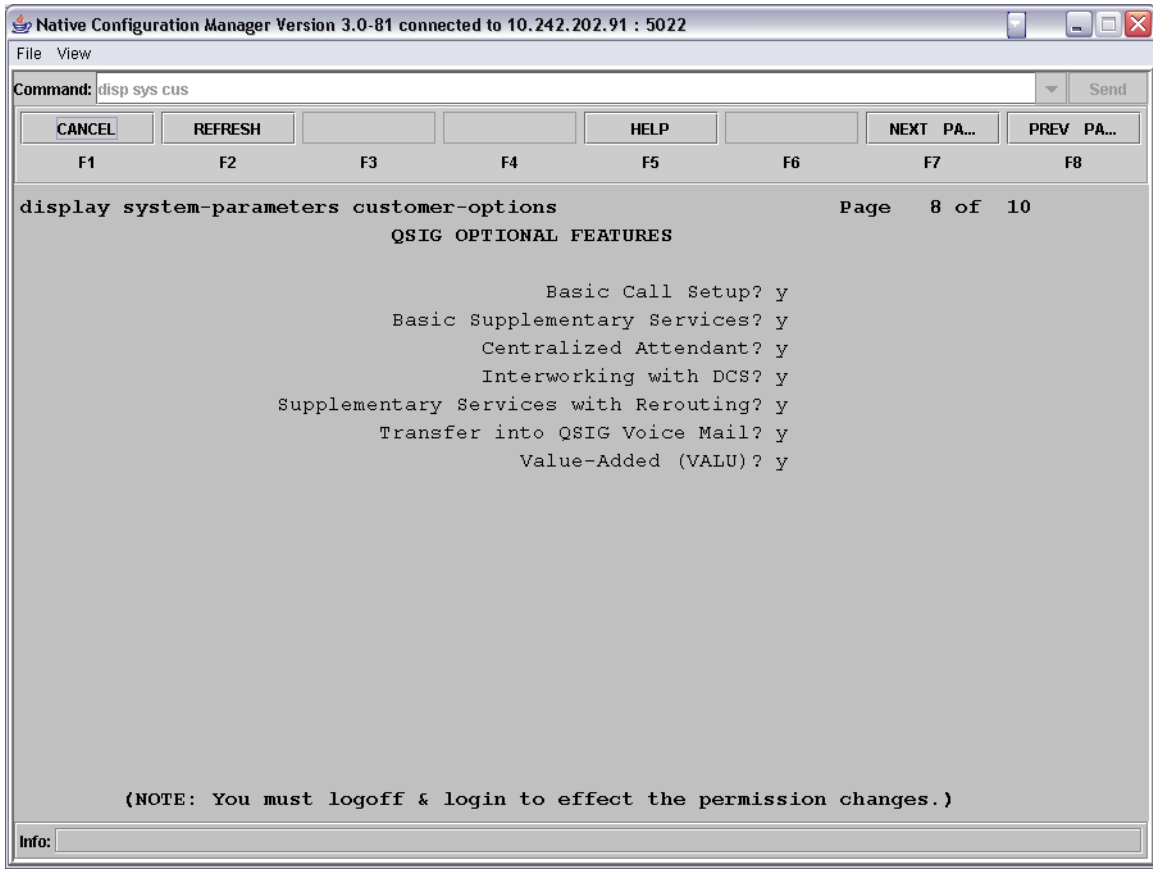 Native Configuration Manager Version 3.0-81 connected to 10.242.202.91 : 5022
File View
Command: disp sys cus Send
CANCEL REFRESH HELP NEXT PA... PREV PA...
F1 F2 F3 F4 F5 F6 F7 F8
display system-parameters customer-options Page 8 of 10
QSIG OPTIONAL FEATURES
Basic Call Setup? y
Basic Supplementary Services? y
Centralized Attendant? y
Interworking with DCS? y
Supplementary Services with Rerouting? y
Transfer into QSIG Voice Mail? y
Value-Added (VALU)? y
(NOTE: You must logoff & login to effect the permission changes.)
Info: